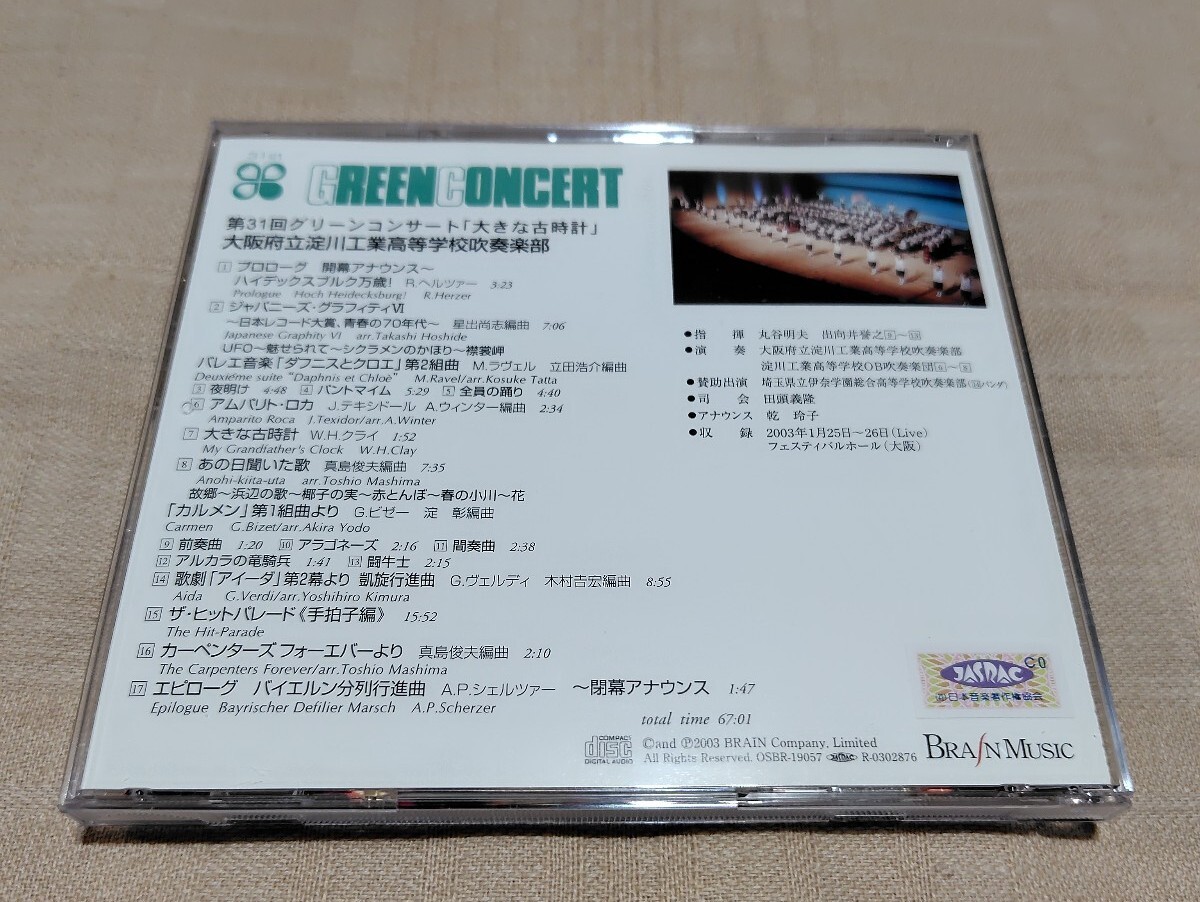 31st
GREEN CONCERT
第31回グリーンコンサート「大きな古時計」
大阪府立淀川工業高等学校吹奏楽部
1 プロローグ 開幕アナウンス～
ハイデックスブルク万歳! R.ヘルツァー 3:23
Prologue Hoch Heidecksburg! R.Herzer
2 ジャパニーズ・グラフィティⅥ
～日本レコード大賞、青春の70年代～ 星出尚志編曲 7:06
Japanese Graphity VI arr.Takashi Hoshide
UFO～魅せられて～シクラメンのかほり～襟裳岬
バレエ音楽「ダフニスとクロエ」第2組曲 M.ラヴェル 立田浩介編曲
Deuxième suite "Daphnis et Chloé" M.Ravel/arr.Kosuke Tatta
3 夜明け 4:48 4 パントマイム 5:29 5 全員の踊り 4:40
6 アムパリト・ロカ J.テキシドール A.ウィンター編曲 2:34
Amparito Roca J.Texidor/arr.A.Winter
7 大きな古時計 W.H.クライ 1:52
My Grandfather's Clock W.H.Clay
8 あの日聞いた歌 真島俊夫編曲 7:35
Anohi-kiita-uta arr.Toshio Mashima
故郷～浜辺の歌～椰子の実～赤とんぼ～春の小川～花
「カルメン」第1組曲より G.ビゼー 淀 彰編曲
Carmen G.Bizet/arr.Akira Yodo
9 前奏曲 1:20 10 アラゴネーズ 2:16 11 間奏曲 2:38
12 アルカラの竜騎兵 1:41 13 闘牛士 2:15
14 歌劇「アイーダ」第2幕より 凱旋行進曲 G.ヴェルディ 木村吉宏編曲 8:55
Aida G.Verdi/arr.Yoshihiro Kimura
15 ザ・ヒットパレード《手拍子編》 15:52
The Hit-Parade
16 カーペンターズ フォーエバーより 真島俊夫編曲 2:10
The Carpenters Forever/arr.Toshio Mashima
17 エピローグ バイエルン分列行進曲 A.P.シェルツァー ～閉幕アナウンス 1:47
Epilogue Bayrischer Defilier Marsch A.P.Scherzer
total time 67:01
●指 揮 丸谷明夫 出向井誉之
●演 奏 大阪府立淀川工業高等学校吹奏楽部
淀川工業高等学校OB吹奏楽団
●賛助出演 埼玉県立伊奈学園総合高等学校吹奏楽部
●司 会 田頭義隆
●アナウンス 乾 玲子
●収 録 2003年1月25日～26日(Live)
フェスティバルホール(大阪)
JASRAC
C0
日本音楽著作権協会
COMPACT disc DIGITAL AUDIO
©and ℗2003 BRAIN Company, Limited
All Rights Reserved. OSBR-19057 JASRAC R-0302876
BRAIN MUSIC